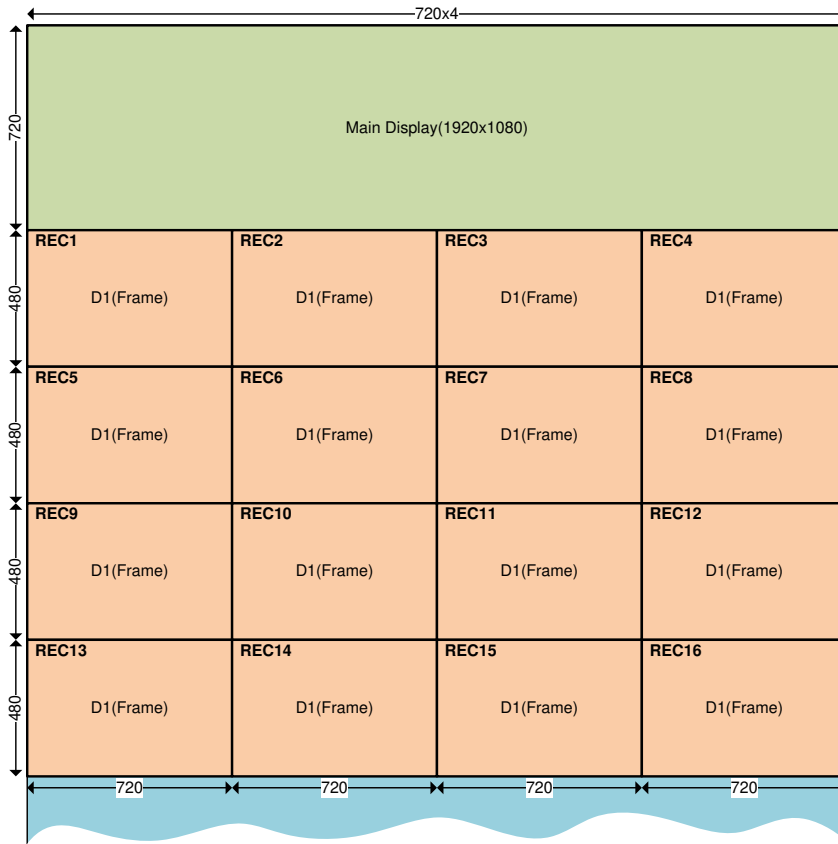 720x4
720
Main Display(1920x1080)
REC1 REC2 REC3 REC4
480
D1(Frame) D1(Frame) D1(Frame) D1(Frame)
REC5 REC6 REC7 REC8
480
D1(Frame) D1(Frame) D1(Frame) D1(Frame)
REC9 REC10 REC11 REC12
480
D1(Frame) D1(Frame) D1(Frame) D1(Frame)
REC13 REC14 REC15 REC16
480
D1(Frame) D1(Frame) D1(Frame) D1(Frame)
720 720 720 720